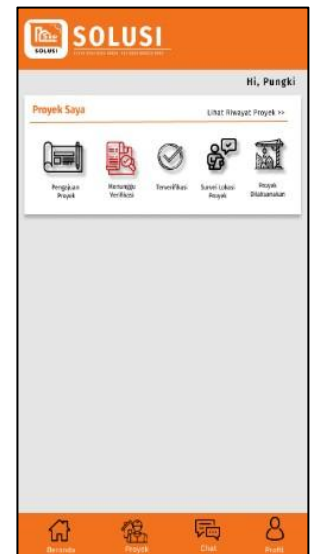 SOLUSI
SOLUSI
Hi, Pungki
Proyek Saya
Lihat Riwayat Proyek >>
Pengajuan
Proyek
Menunggu
Verifikasi
Terverifikasi
Survei Lokasi
Proyek
Proyek
Dilaksanakan
Beranda
Proyek
Chat
Profil